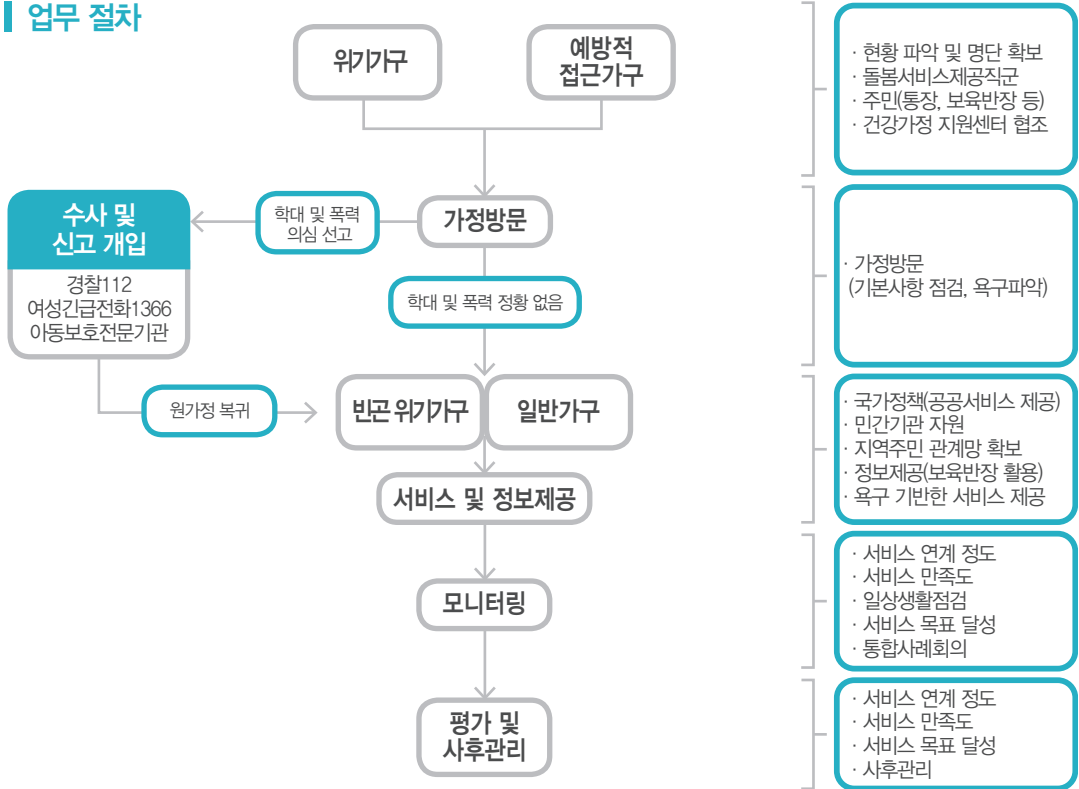 업무 절차
위기가구
예방적
접근가구
· 현황 파악 및 명단 확보
· 돌봄서비스제공직군
· 주민(통장, 보육반장 등)
· 건강가정 지원센터 협조
수사 및
신고 개입
경찰112
여성긴급전화1366
아동보호전문기관
학대 및 폭력
의심 선고
가정방문
학대 및 폭력 정황 없음
· 가정방문
(기본사항 점검, 욕구파악)
원가정 복귀
빈곤 위기가구
일반가구
· 국가정책(공공서비스 제공)
· 민간기관 자원
· 지역주민 관계망 확보
· 정보제공(보육반장 활용)
· 욕구 기반한 서비스 제공
서비스 및 정보제공
모니터링
· 서비스 연계 정도
· 서비스 만족도
· 일상생활점검
· 서비스 목표 달성
· 통합사례회의
평가 및
사후관리
· 서비스 연계 정도
· 서비스 만족도
· 서비스 목표 달성
· 사후관리